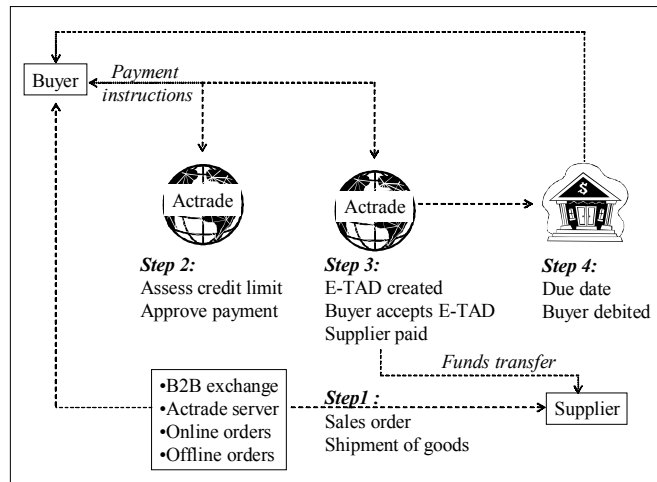 Buyer
Payment
instructions
Actrade
Actrade
$
Step 2:
Assess credit limit
Approve payment
Step 3:
E-TAD created
Buyer accepts E-TAD
Supplier paid
Step 4:
Due date
Buyer debited
Funds transfer
•B2B exchange
•Actrade server
•Online orders
•Offline orders
Step1 :
Sales order
Shipment of goods
Supplier